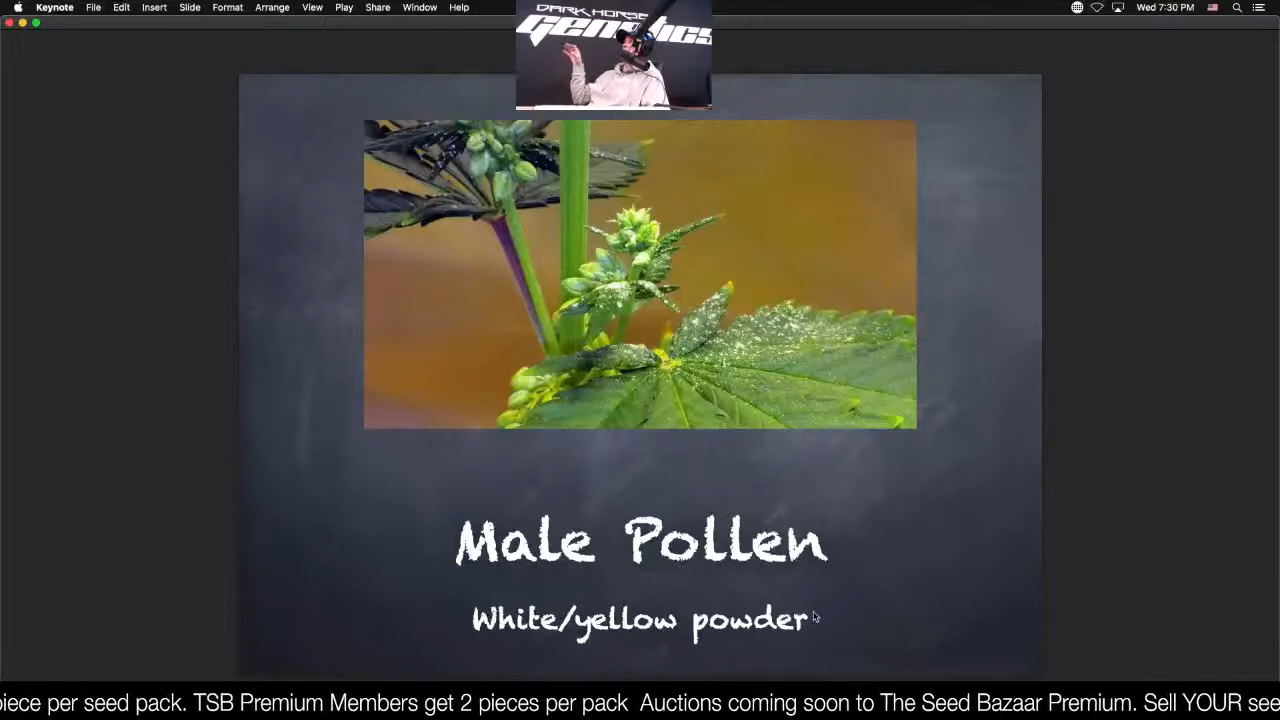 Keynote File Edit Insert Slide Format Arrange View Play Share Window Help Wed 7:30 PM
DARK HORSE
Genetics
Male Pollen
White/yellow powder
piece per seed pack. TSB Premium Members get 2 pieces per pack Auctions coming soon to The Seed Bazaar Premium. Sell YOUR see